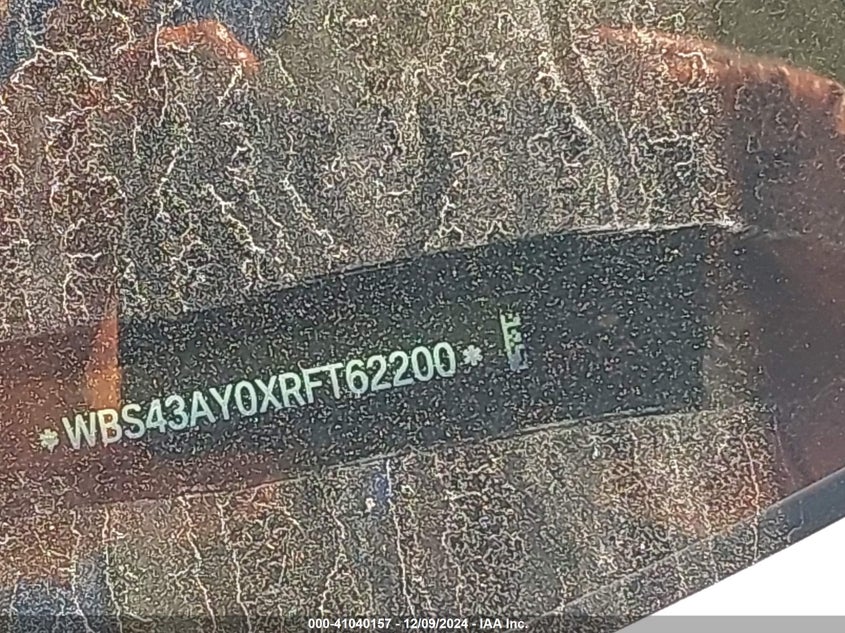 *WBS43AY0XRFT62200*
000-41040157 - 12/09/2024 - IAA Inc.